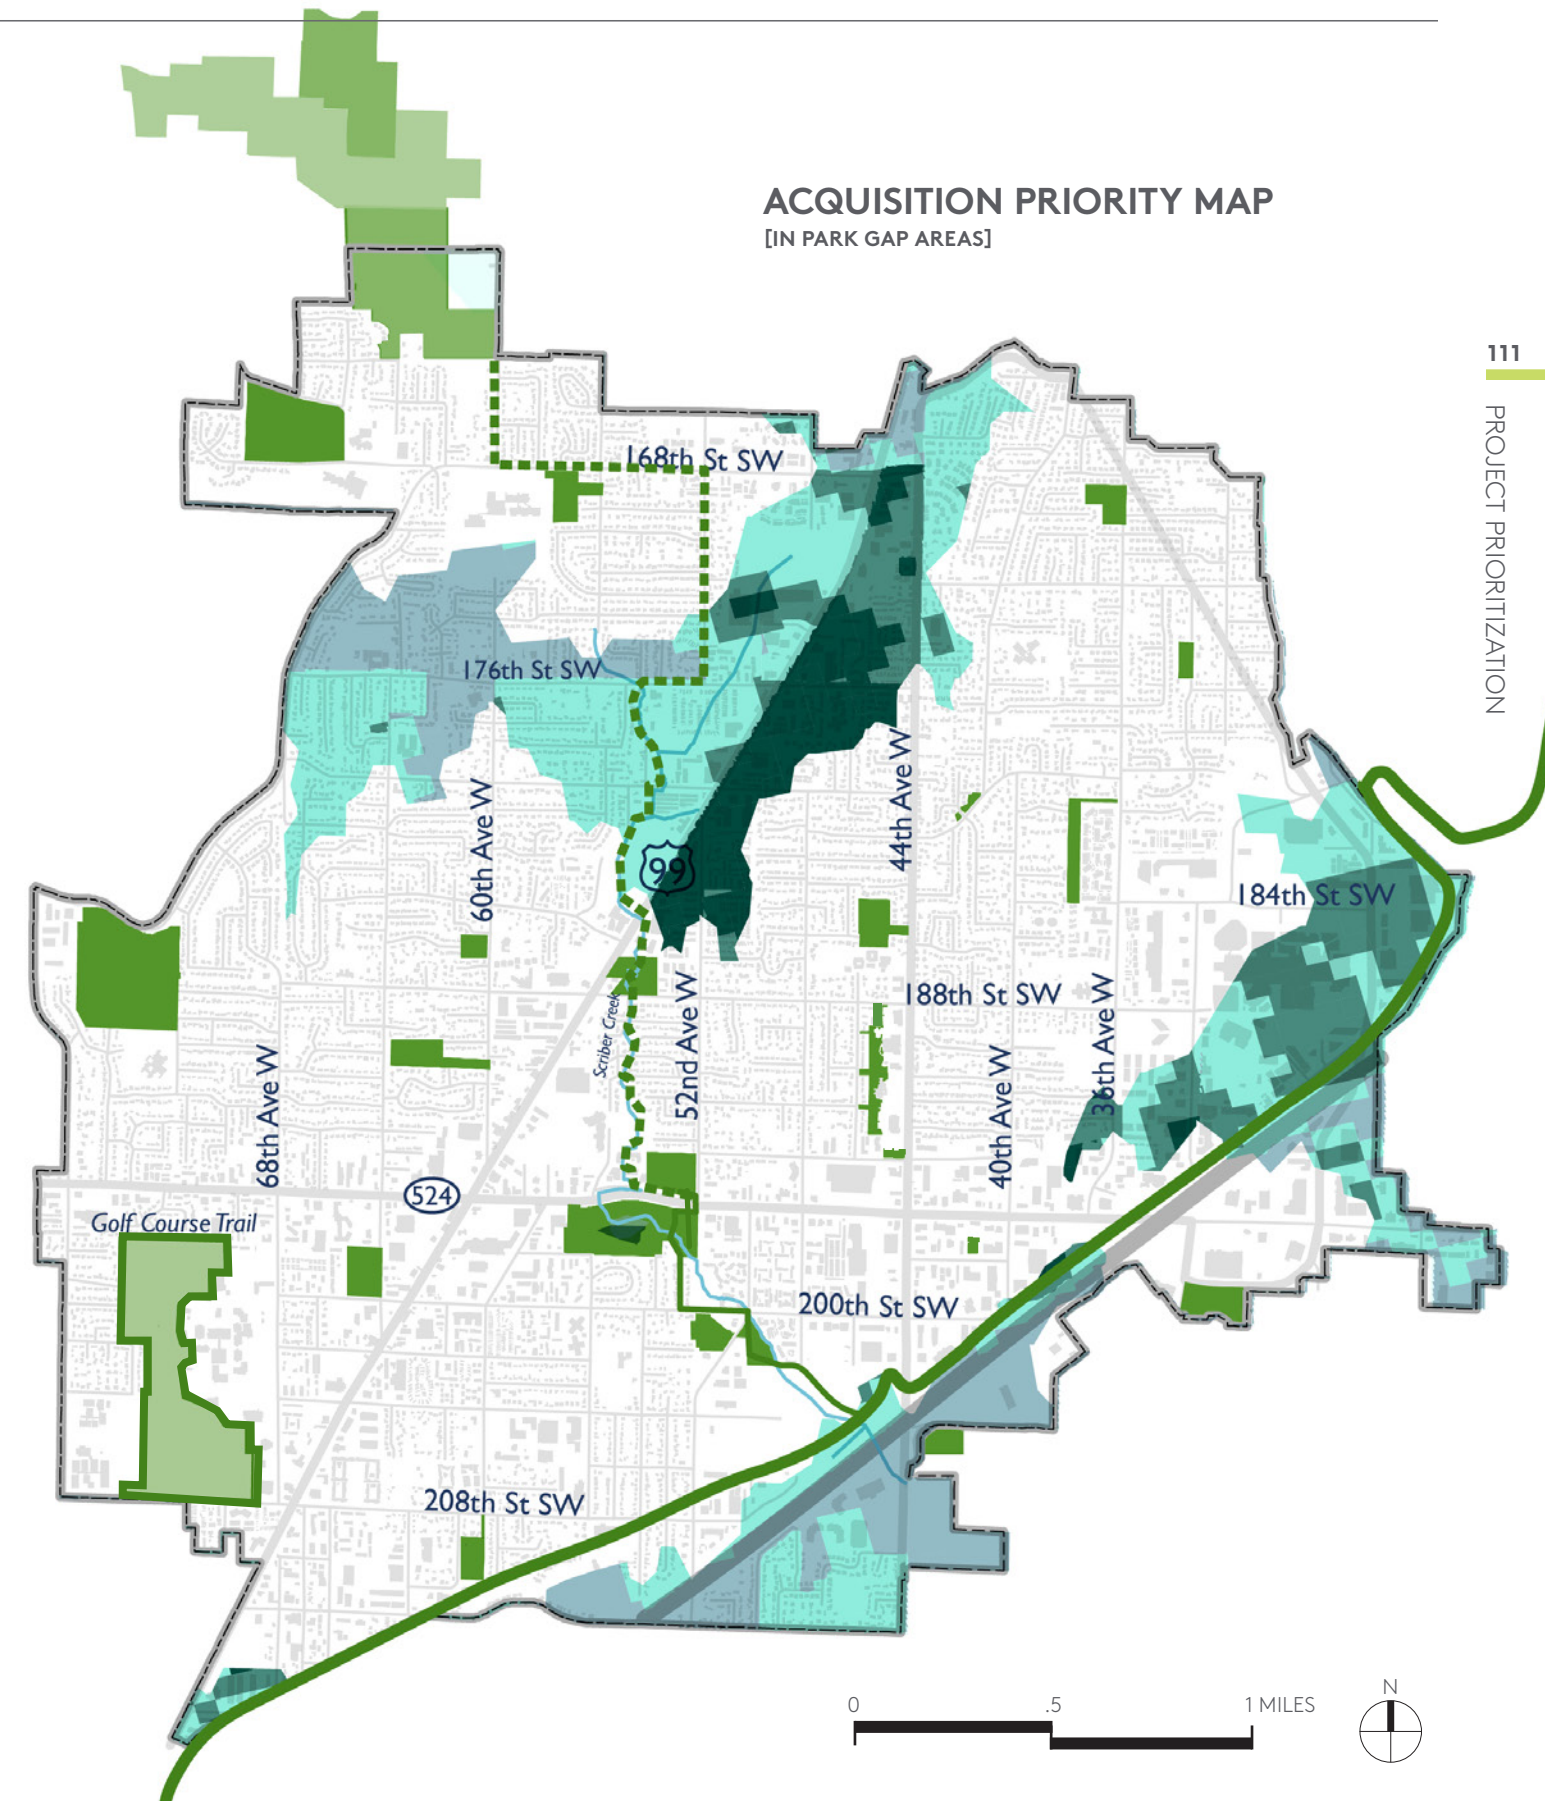 ACQUISITION PRIORITY MAP
[IN PARK GAP AREAS]
111
PROJECT PRIORITIZATION
168th St SW
176th St SW
60th Ave W
44th Ave W
99
184th St SW
188th St SW
Scriber Creek
52nd Ave W
36th Ave W
40th Ave W
68th Ave W
524
Golf Course Trail
200th St SW
208th St SW
0 .5 1 MILES
N